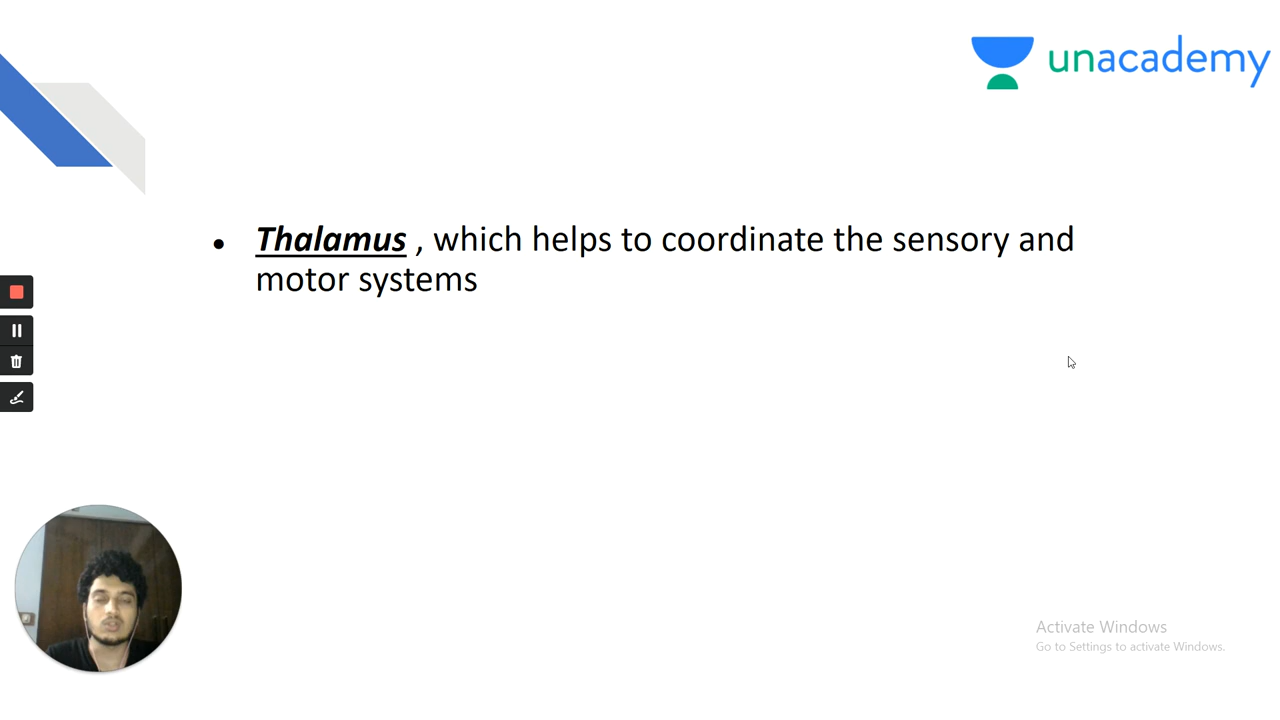 unacademy
● Thalamus , which helps to coordinate the sensory and
motor systems
Activate Windows
Go to Settings to activate Windows.